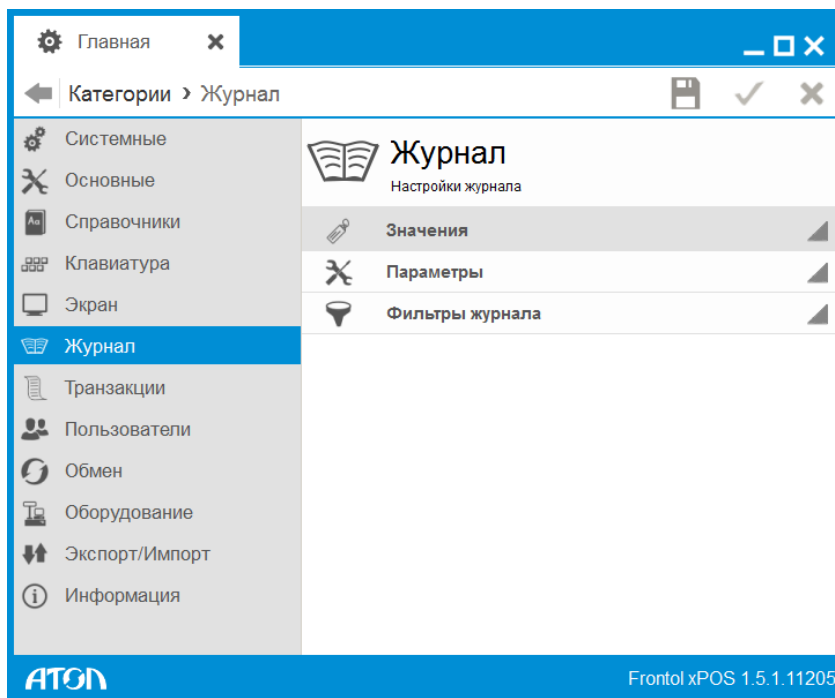 Главная
Категории › Журнал
Системные
Основные
Справочники
Клавиатура
Экран
Журнал
Транзакции
Пользователи
Обмен
Оборудование
Экспорт/Импорт
Информация
Журнал
Настройки журнала
Значения
Параметры
Фильтры журнала
АТОЛ
Frontol xPOS 1.5.1.11205